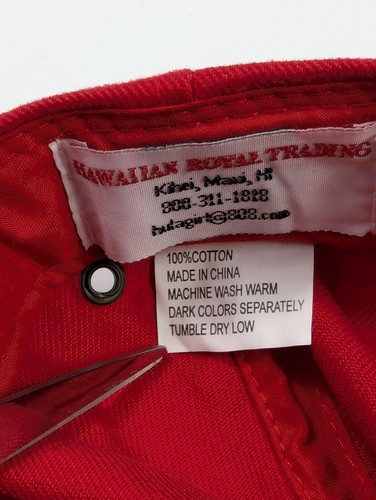 HAWAIIAN ROYAL TRADING
Kihei, Maui, HI
808-311-1818
hulagirl@808.com
100%COTTON
MADE IN CHINA
MACHINE WASH WARM
DARK COLORS SEPARATELY
TUMBLE DRY LOW